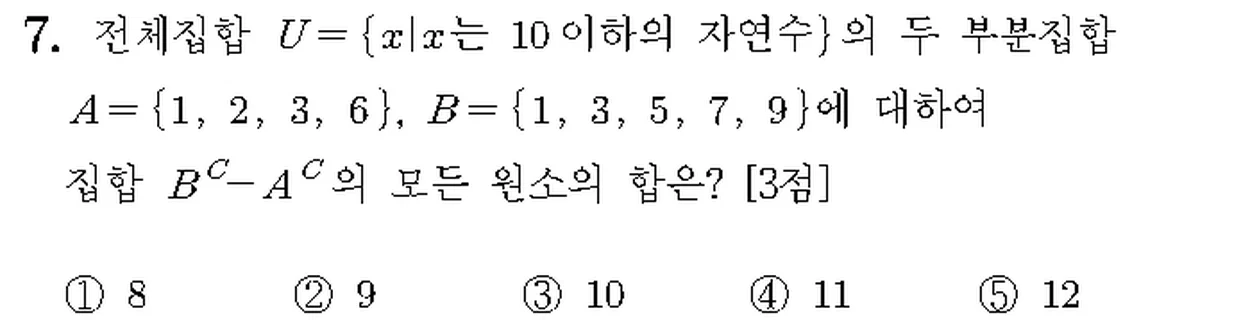 7. 전체집합 U={x|x는 10 이하의 자연수}의 두 부분집합
A={1, 2, 3, 6}, B={1, 3, 5, 7, 9}에 대하여
집합 B^C-A^C의 모든 원소의 합은? [3점]
① 8 ② 9 ③ 10 ④ 11 ⑤ 12